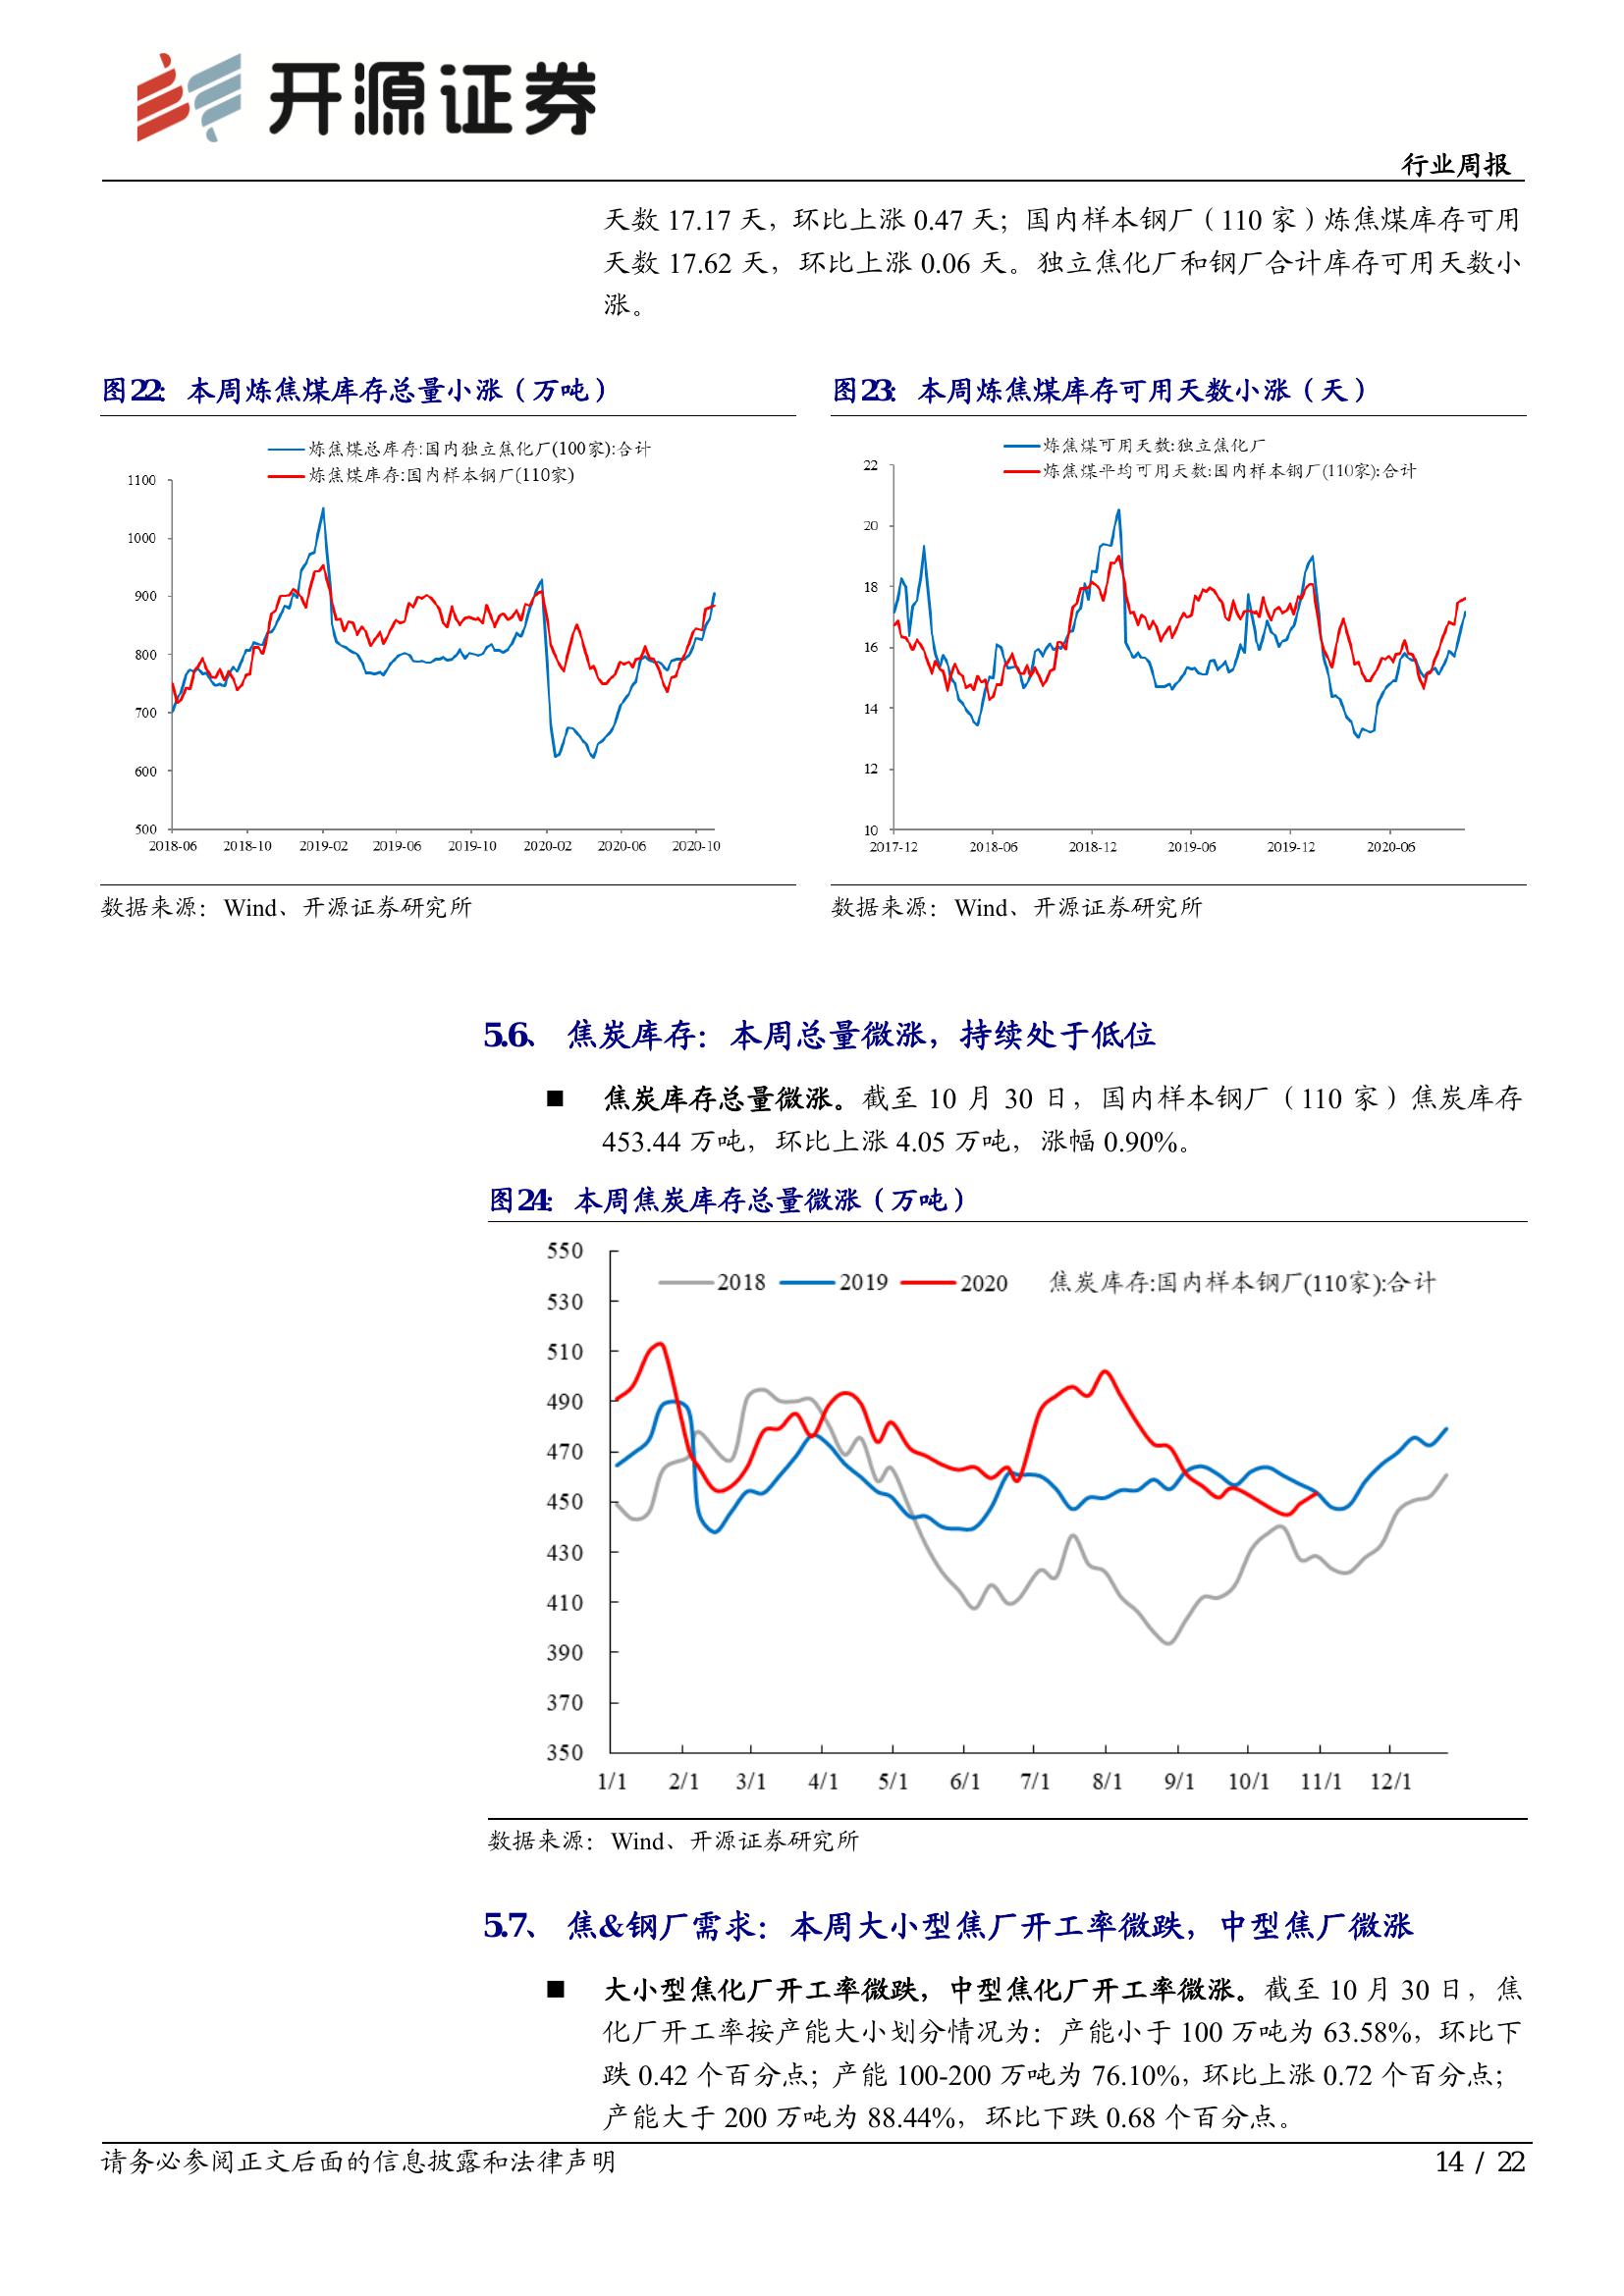 开源证券
行业周报
天数 17.17 天，环比上涨 0.47 天；国内样本钢厂（110 家）炼焦煤库存可用
天数 17.62 天，环比上涨 0.06 天。独立焦化厂和钢厂合计库存可用天数小
涨。
图22： 本周炼焦煤库存总量小涨（万吨）
炼焦煤总库存:国内独立焦化厂(100家):合计
炼焦煤库存:国内样本钢厂(110家)
1100
1000
900
800
700
600
500
2018-06 2018-10 2019-02 2019-06 2019-10 2020-02 2020-06 2020-10
数据来源：Wind、开源证券研究所
图23： 本周炼焦煤库存可用天数小涨（天）
炼焦煤可用天数:独立焦化厂
炼焦煤平均可用天数:国内样本钢厂(110家):合计
22
20
18
16
14
12
10
2017-12 2018-06 2018-12 2019-06 2019-12 2020-06
数据来源：Wind、开源证券研究所
5.6、 焦炭库存：本周总量微涨，持续处于低位
■ 焦炭库存总量微涨。截至 10 月 30 日，国内样本钢厂（110 家）焦炭库存
453.44 万吨，环比上涨 4.05 万吨，涨幅 0.90%。
图24： 本周焦炭库存总量微涨（万吨）
2018 2019 2020 焦炭库存:国内样本钢厂(110家):合计
550
530
510
490
470
450
430
410
390
370
350
1/1 2/1 3/1 4/1 5/1 6/1 7/1 8/1 9/1 10/1 11/1 12/1
数据来源：Wind、开源证券研究所
5.7、 焦&钢厂需求：本周大小型焦厂开工率微跌，中型焦厂微涨
■ 大小型焦化厂开工率微跌，中型焦化厂开工率微涨。截至 10 月 30 日，焦
化厂开工率按产能大小划分情况为：产能小于 100 万吨为 63.58%，环比下
跌 0.42 个百分点；产能 100-200 万吨为 76.10%，环比上涨 0.72 个百分点；
产能大于 200 万吨为 88.44%，环比下跌 0.68 个百分点。
请务必参阅正文后面的信息披露和法律声明
14 / 22